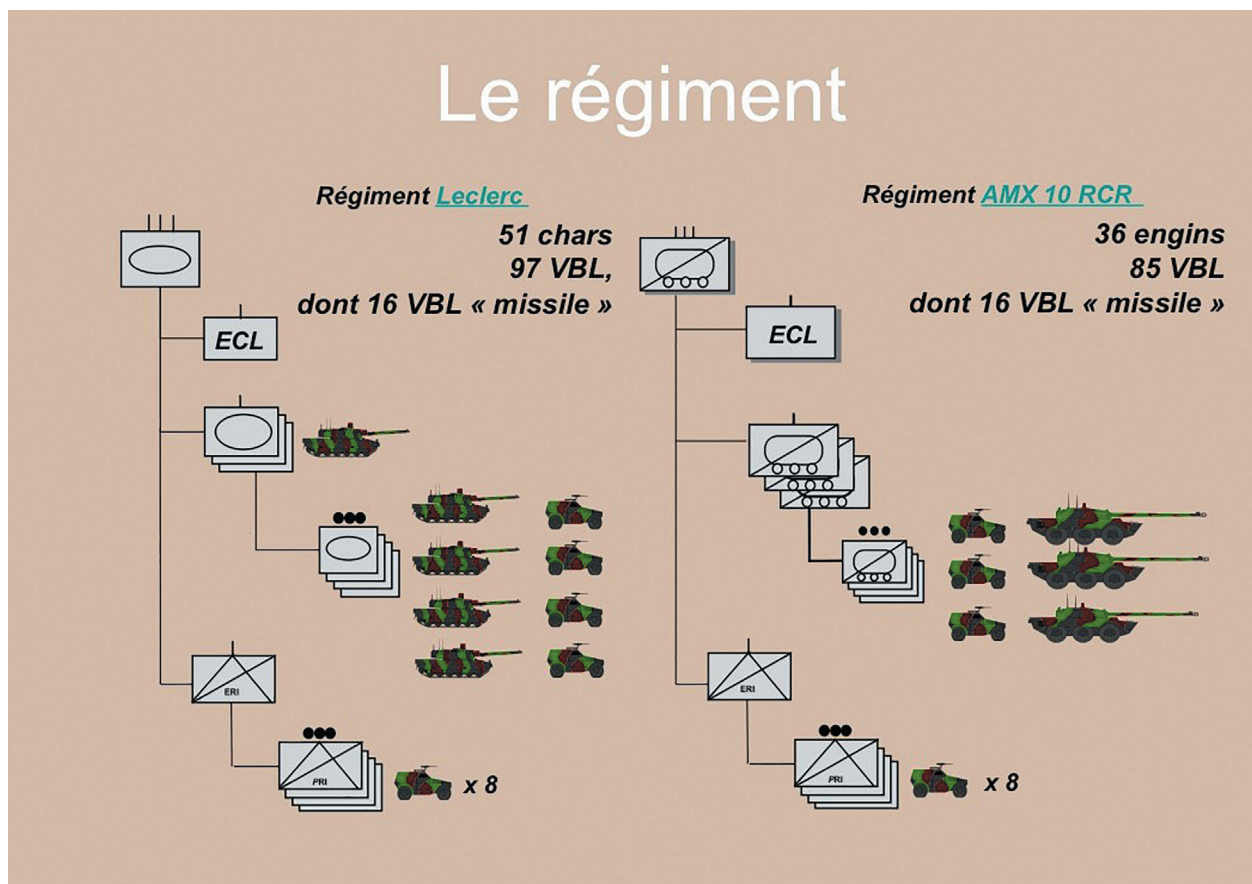 Le régiment
Régiment Leclerc
51 chars
97 VBL,
dont 16 VBL « missile »
ECL
ERI
PRI
x 8
Régiment AMX 10 RCR
36 engins
85 VBL
dont 16 VBL « missile »
ECL
ERI
PRI
x 8